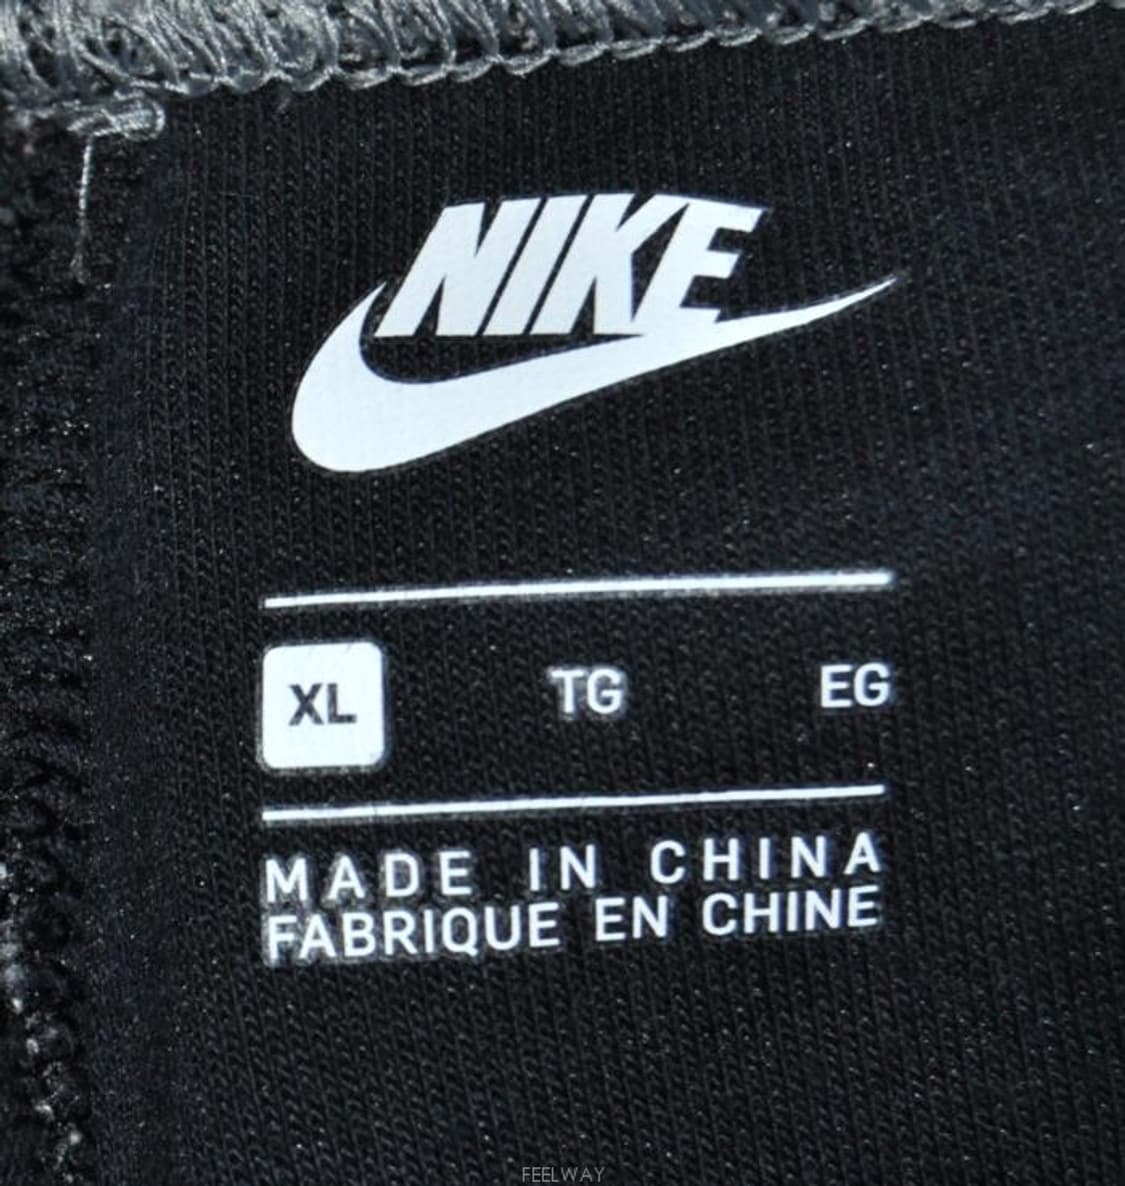 NIKE
XL TG EG
MADE IN CHINA
FABRIQUE EN CHINE
FEELWAY